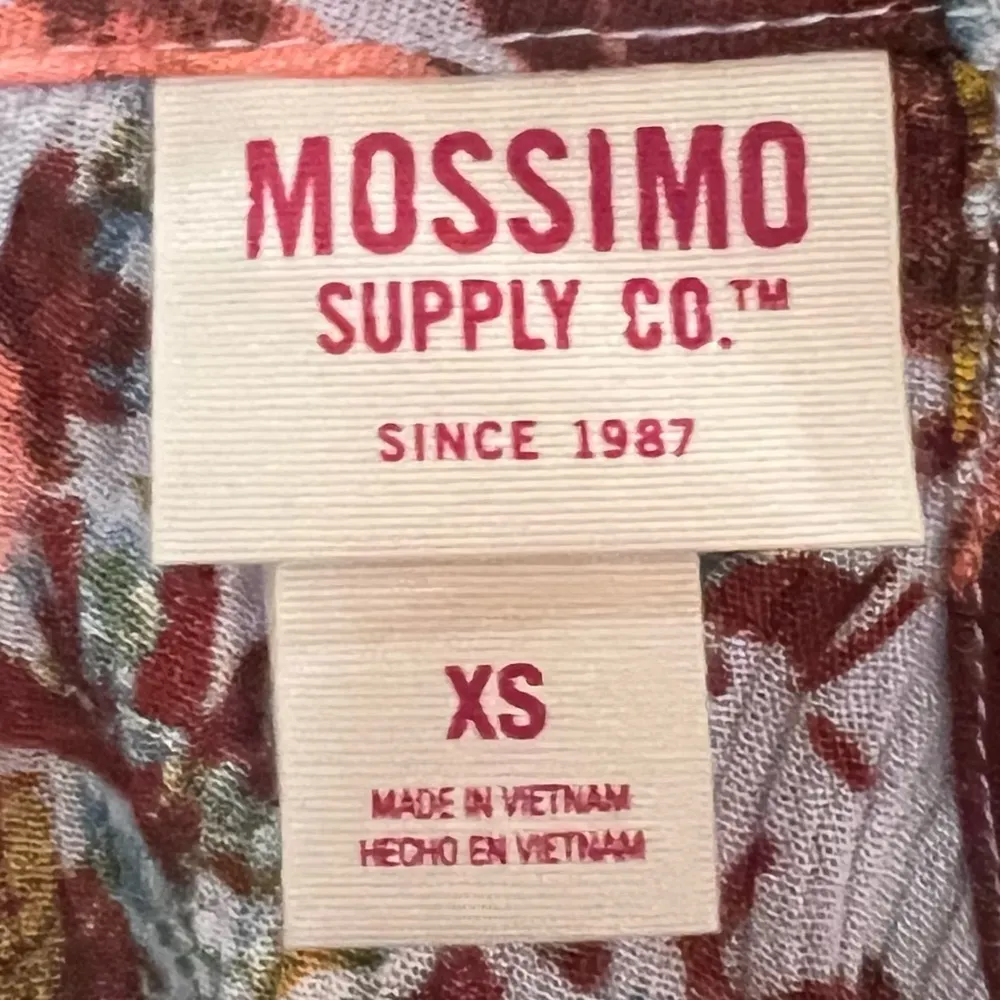 MOSSIMO
SUPPLY CO.™
SINCE 1987
XS
MADE IN VIETNAM
HECHO EN VIETNAM